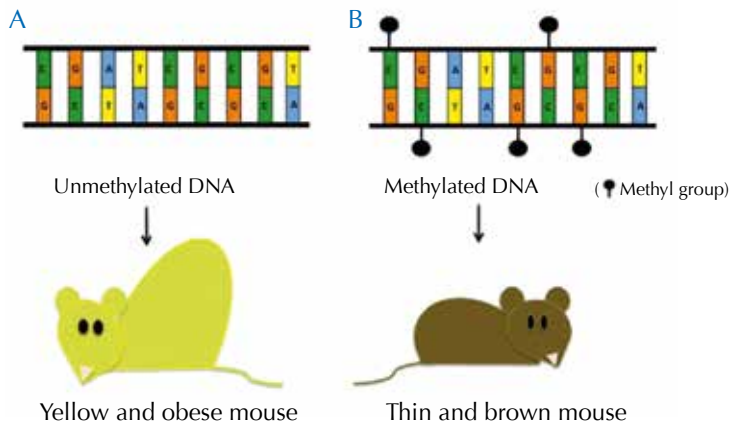 A
C G A T C G C G T
G C T A G C G C A
Unmethylated DNA
Yellow and obese mouse
B
C G A T C G C G T
G C T A G C G C A
Methylated DNA
( Methyl group)
Thin and brown mouse